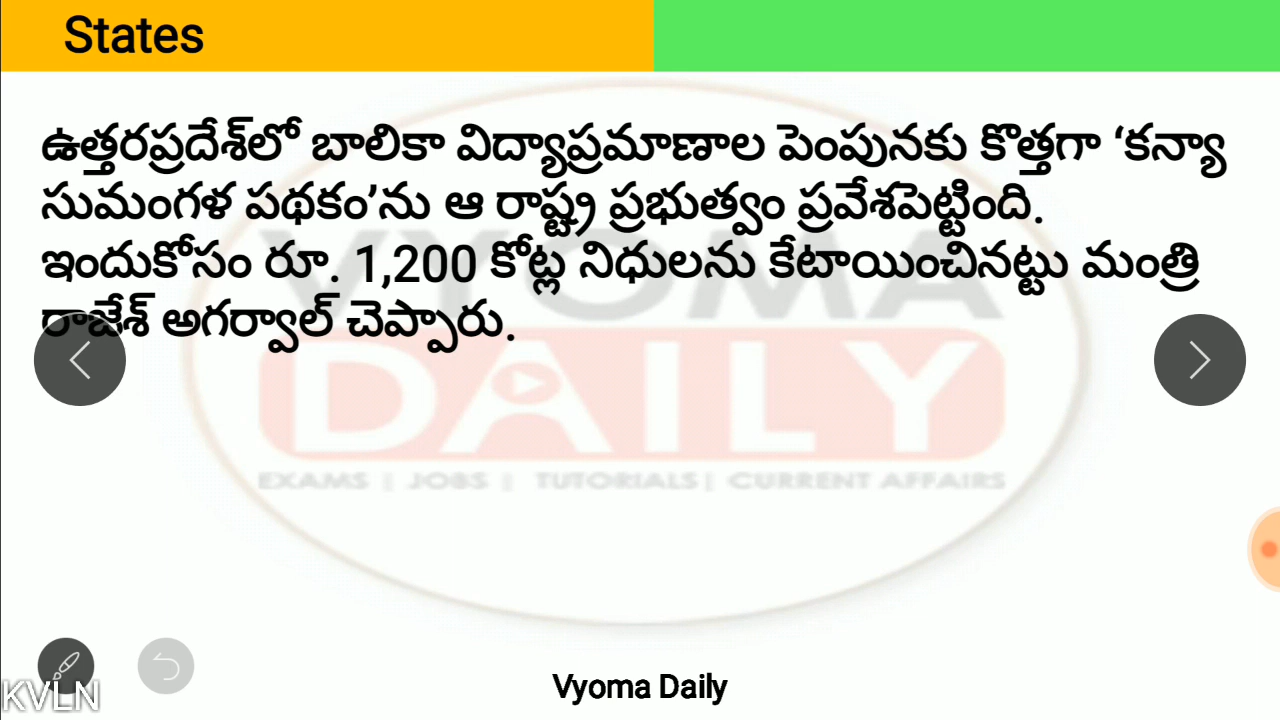 States
ఉత్తరప్రదేశ్‌లో బాలికా విద్యాప్రమాణాల పెంపునకు కొత్తగా ‘కన్యా
సుమంగళ పథకం’ను ఆ రాష్ట్ర ప్రభుత్వం ప్రవేశపెట్టింది.
ఇందుకోసం రూ. 1,200 కోట్ల నిధులను కేటాయించినట్టు మంత్రి
రాజేశ్ అగర్వాల్ చెప్పారు.
VYOMA
DAILY
EXAMS | JOBS | TUTORIALS | CURRENT AFFAIRS
Vyoma Daily
KVLN